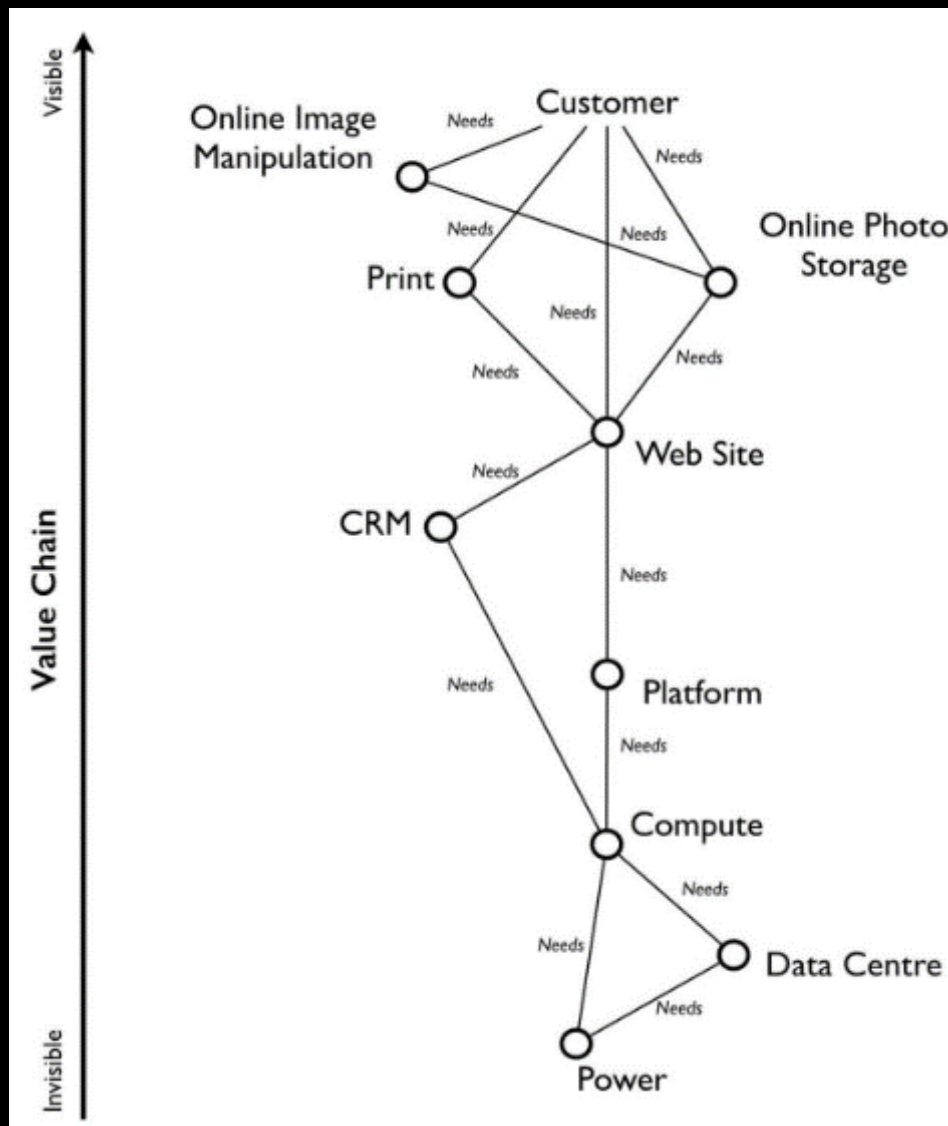 Visible
Customer
Needs
Online Image
Manipulation
Needs
Needs
Needs
Online Photo
Storage
Print
Needs
Needs
Needs
Web Site
Needs
CRM
Value Chain
Needs
Needs
Platform
Needs
Compute
Needs
Needs
Data Centre
Needs
Invisible
Power